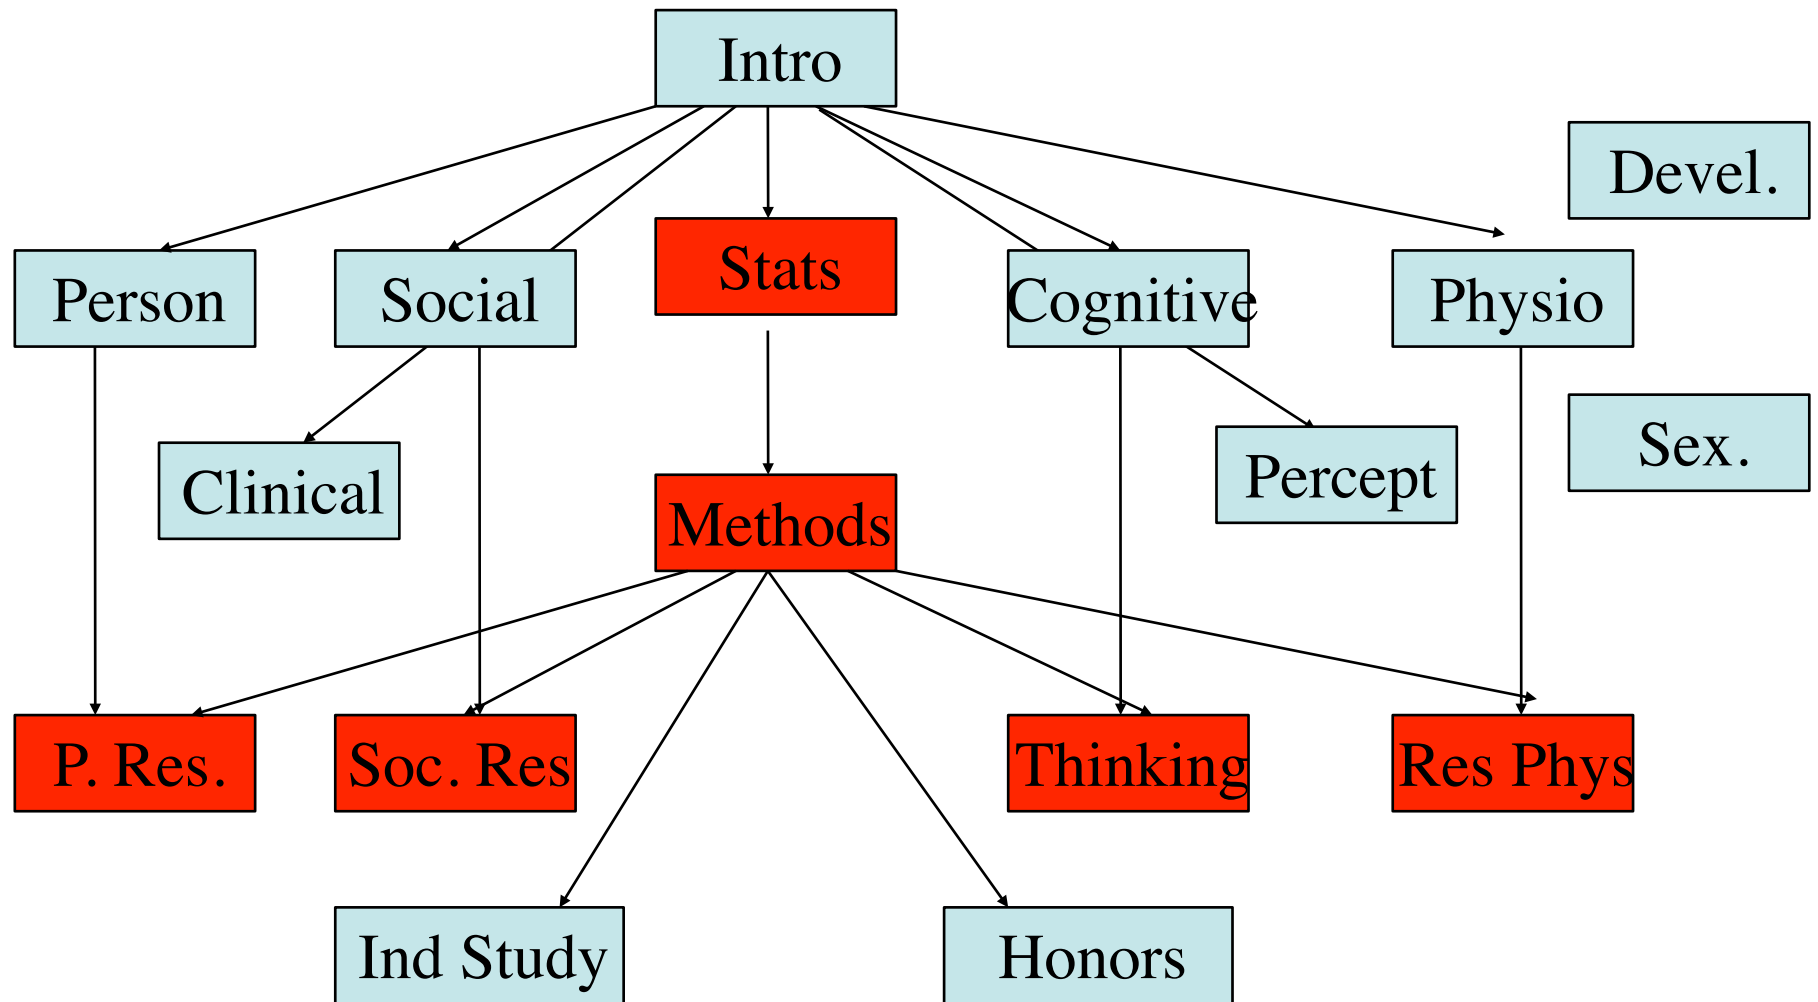 Intro
Devel.
Person
Social
Stats
Cognitive
Physio
Clinical
Methods
Percept
Sex.
P. Res.
Soc. Res
Thinking
Res Phys
Ind Study
Honors